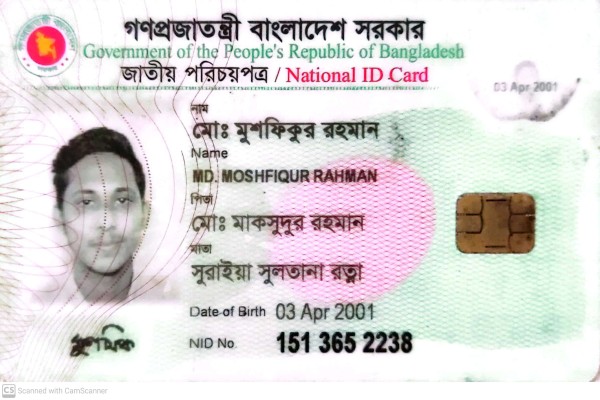 গণপ্রজাতন্ত্রী বাংলাদেশ সরকার
Government of the People's Republic of Bangladesh
জাতীয় পরিচয়পত্র / National ID Card
03 Apr 2001
নাম
মোঃ মুশফিকুর রহমান
Name
MD. MOSHFIQUR RAHMAN
পিতা
মোঃ মাকসুদুর রহমান
মাতা
সুরাইয়া সুলতানা রত্না
Date of Birth 03 Apr 2001
NID No. 151 365 2238
মুশফিক
CS Scanned with CamScanner